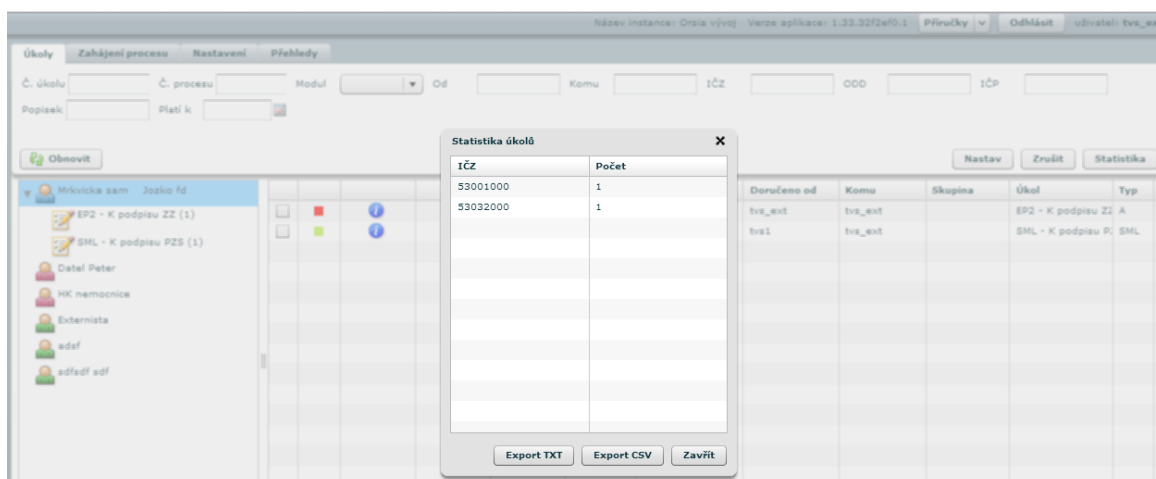 Název instance: Orsia vývoj Verze aplikace: 1.33.32f2ef0.1 Příručky Odhlásit uživatel: tvs_ex
Úkoly Zahájení procesu Nastavení Přehledy
Č. úkolu Č. procesu Modul Od Komu IČZ ODD IČP
Popisek Platí k
Statistika úkolů
Obnovit Nastav Zrušit Statistika
IČZ Počet
53001000 1
53032000 1
Export TXT Export CSV Zavřít
Mrkvicka sam Jozko fd
EP2 - K podpisu ZZ (1)
SML - K podpisu PZS (1)
Datel Peter
HK nemocnice
Externista
adsf
sdfsdf sdf
Doručeno od Komu Skupina Úkol Typ
tvs_ext tvs_ext EP2 - K podpisu ZZ A
tvs1 tvs_ext SML - K podpisu P SML